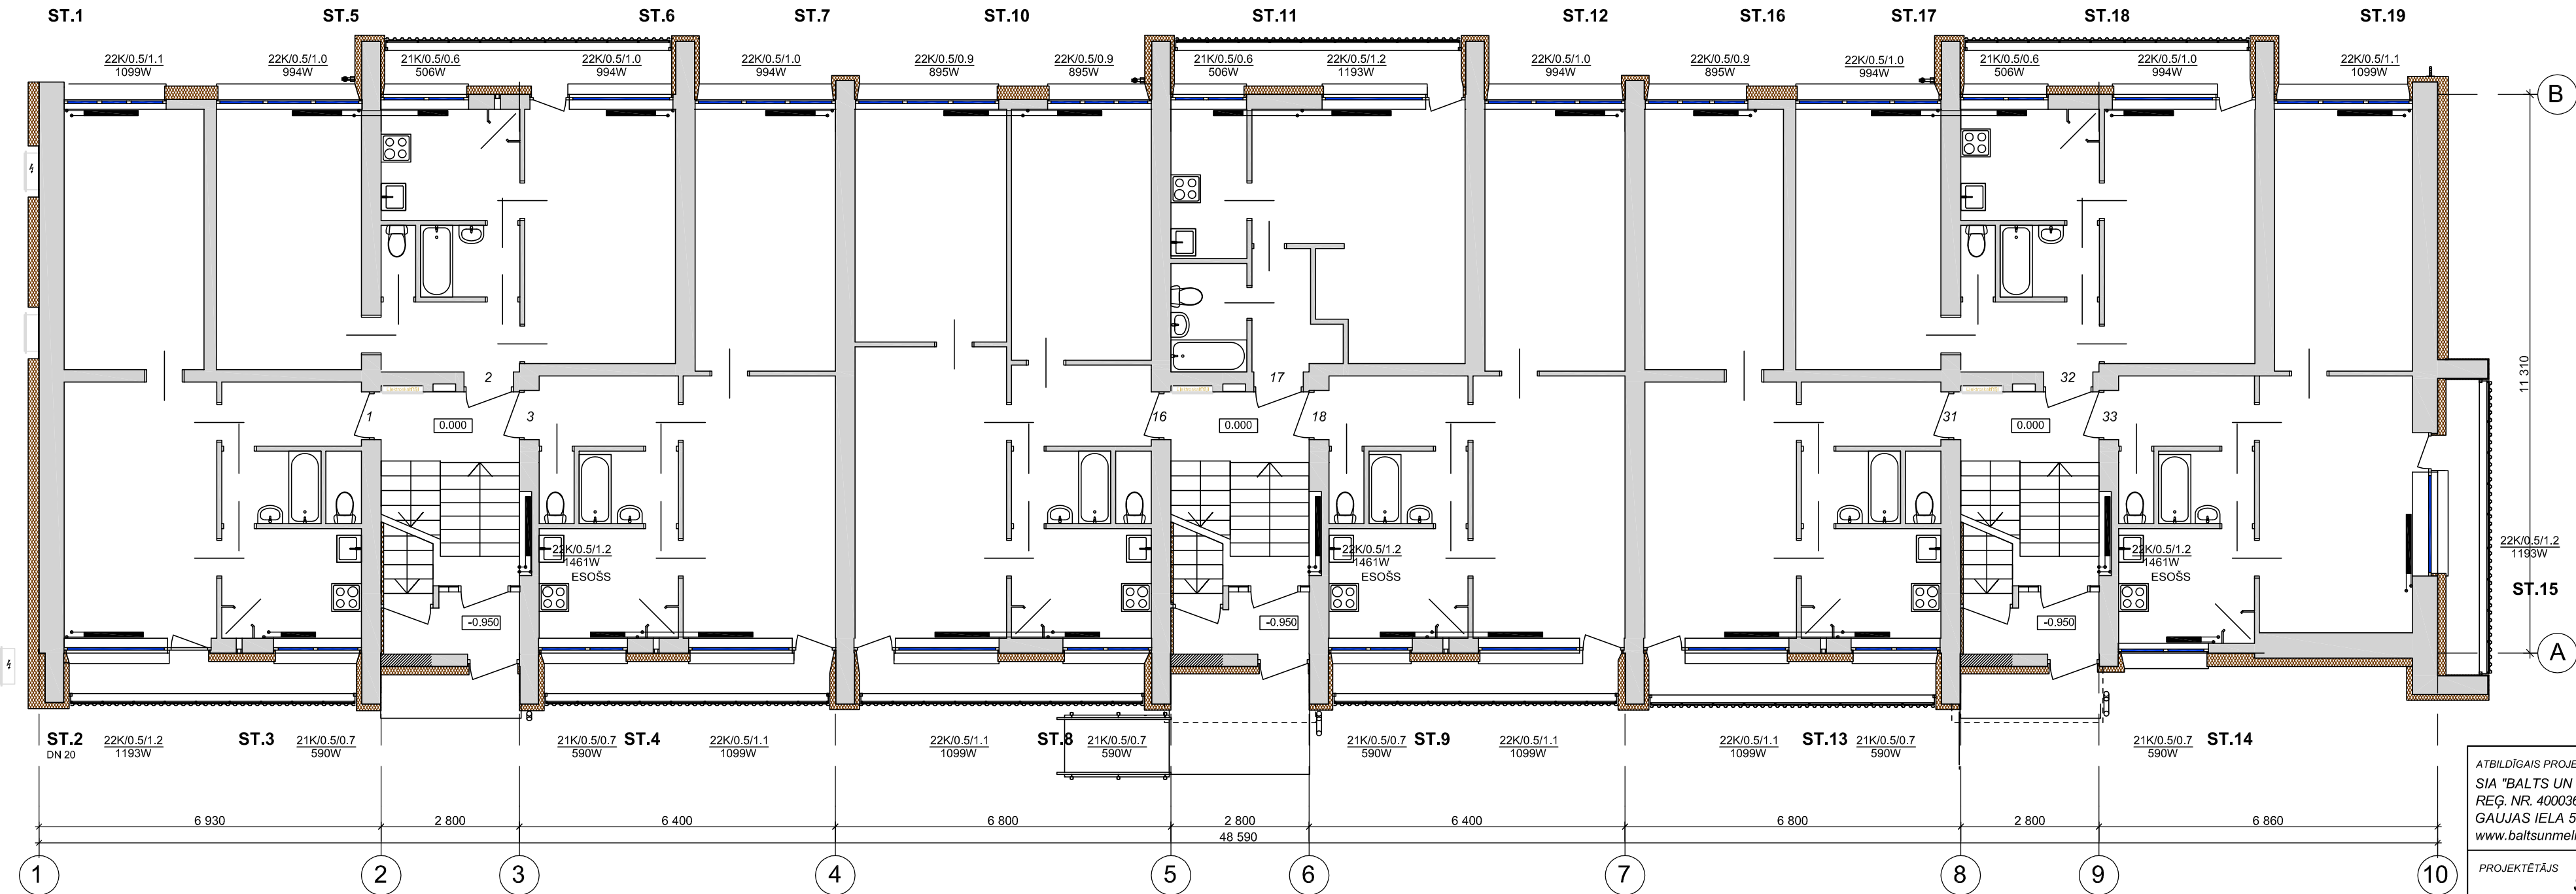 ST.1 ST.5 ST.6 ST.7 ST.10 ST.11 ST.12 ST.16 ST.17 ST.18 ST.19
22K/0.5/1.1 22K/0.5/1.0 21K/0.5/0.6 22K/0.5/1.0 22K/0.5/1.0 22K/0.5/0.9 22K/0.5/0.9 21K/0.5/0.6 22K/0.5/1.2 22K/0.5/1.0 22K/0.5/0.9 22K/0.5/1.0 21K/0.5/0.6 22K/0.5/1.0 22K/0.5/1.1
1099W 994W 506W 994W 994W 895W 895W 506W 1193W 994W 895W 994W 506W 994W 1099W
B
11 310
2 17 32
1 3 16 18 31 33
0.000 0.000 0.000
22K/0.5/1.2 22K/0.5/1.2 22K/0.5/1.2 22K/0.5/1.2
1461W 1461W 1461W 1193W
ESOŠS ESOŠS ESOŠS
ST.15
-0.950 -0.950 -0.950
A
ST.2 22K/0.5/1.2 ST.3 21K/0.5/0.7 21K/0.5/0.7 ST.4 22K/0.5/1.1 22K/0.5/1.1 ST.8 21K/0.5/0.7 21K/0.5/0.7 ST.9 22K/0.5/1.1 22K/0.5/1.1 ST.13 21K/0.5/0.7 21K/0.5/0.7 ST.14
DN 20 1193W 590W 590W 1099W 1099W 590W 590W 1099W 1099W 590W 590W
6 930 2 800 6 400 6 800 2 800 6 400 6 800 2 800 6 860
48 590
1 2 3 4 5 6 7 8 9 10
ATBILDĪGAIS PROJE
SIA "BALTS UN
REĢ. NR. 400036
GAUJAS IELA 5
www.baltsunmel
PROJEKTĒTĀJS